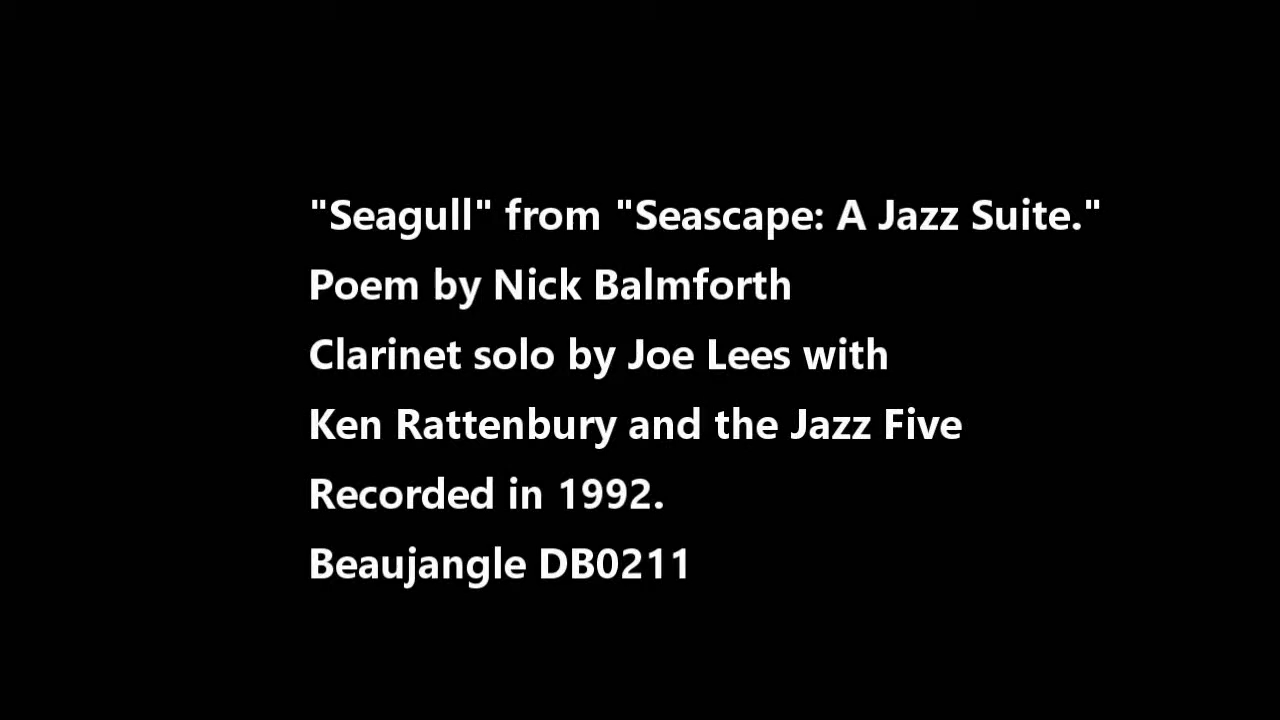 "Seagull" from "Seascape: A Jazz Suite."
Poem by Nick Balmforth
Clarinet solo by Joe Lees with
Ken Rattenbury and the Jazz Five
Recorded in 1992.
Beaujangle DB0211